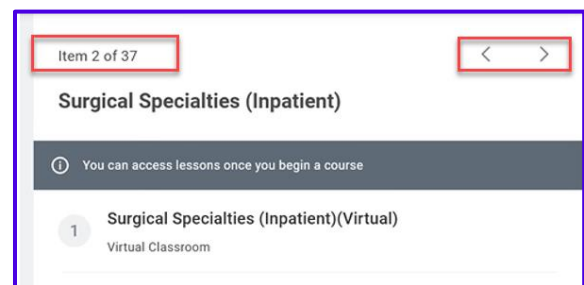 Item 2 of 37
Surgical Specialties (Inpatient)
You can access lessons once you begin a course
1
Surgical Specialties (Inpatient)(Virtual)
Virtual Classroom